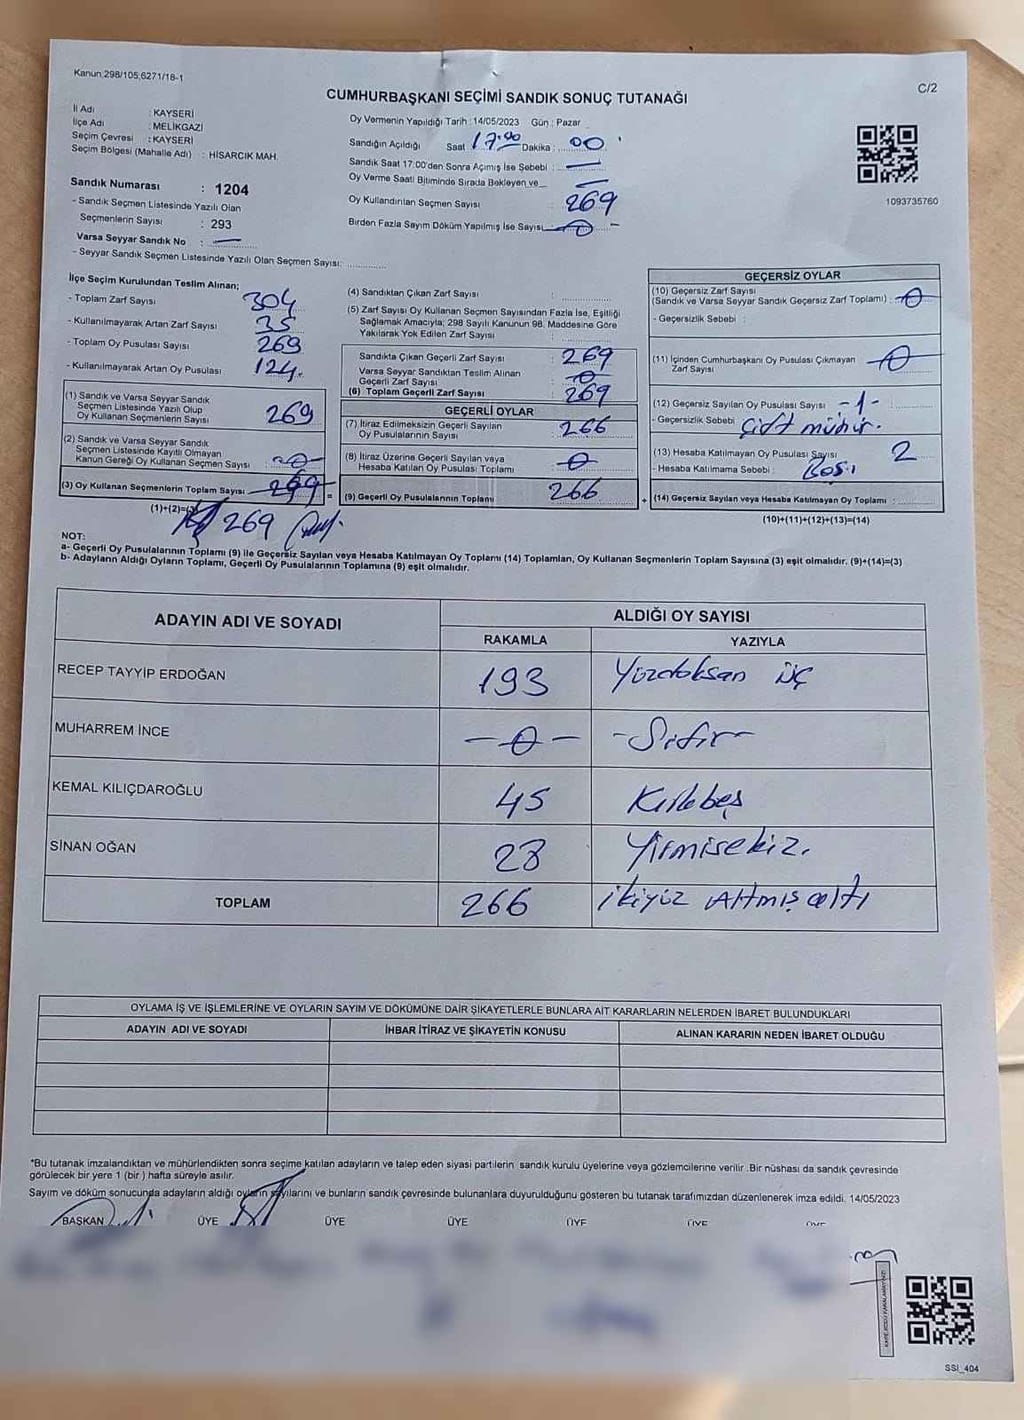 Kanun 298/105,6271/18-1
C/2
CUMHURBAŞKANI SEÇİMİ SANDIK SONUÇ TUTANAĞI
İl Adı : KAYSERİ
İlçe Adı : MELİKGAZİ
Seçim Çevresi : KAYSERİ
Seçim Bölgesi (Mahalle Adı) : HİSARCIK MAH.
Sandık Numarası : 1204
- Sandık Seçmen Listesinde Yazılı Olan
Seçmenlerin Sayısı : 293
Varsa Seyyar Sandık No : —
- Seyyar Sandık Seçmen Listesinde Yazılı Olan Seçmen Sayısı:
Oy Vermenin Yapıldığı Tarih : 14/05/2023 Gün : Pazar
Sandığın Açıldığı Saat 17:00 Dakika : 00
Sandık Saat 17:00'den Sonra Açımış İse Sebebi : —
Oy Verme Saati Bitiminde Sırada Bekleyen ve
Oy Kullandırılan Seçmen Sayısı : 269
Birden Fazla Sayım Döküm Yapılmış İse Sayısı 0
1093735760
İlçe Seçim Kurulundan Teslim Alınan;
- Toplam Zarf Sayısı 304
- Kullanılmayarak Artan Zarf Sayısı 35
- Toplam Oy Pusulası Sayısı 269
- Kullanılmayarak Artan Oy Pusulası 124.
(1) Sandık ve Varsa Seyyar Sandık
Seçmen Listesinde Yazılı Olup
Oy Kullanan Seçmenlerin Sayısı 269
(2) Sandık ve Varsa Seyyar Sandık
Seçmen Listesinde Kayıtlı Olmayan
Kanun Gereği Oy Kullanan Seçmen Sayısı : 0
(3) Oy Kullanan Seçmenlerin Toplam Sayısı
(1)+(2)=(3)
269
(4) Sandıktan Çıkan Zarf Sayısı :
(5) Zarf Sayısı Oy Kullanan Seçmen Sayısından Fazla İse, Eşitliği
Sağlamak Amacıyla; 298 Sayılı Kanunun 98. Maddesine Göre
Yakılarak Yok Edilen Zarf Sayısı :
Sandıkta Çıkan Geçerli Zarf Sayısı : 269
Varsa Seyyar Sandıktan Teslim Alınan
Geçerli Zarf Sayısı : 0
(6) Toplam Geçerli Zarf Sayısı : 269
GEÇERLİ OYLAR
(7) İtiraz Edilmeksizin Geçerli Sayılan
Oy Pusulalarının Sayısı : 266
(8) İtiraz Üzerine Geçerli Sayılan veya
Hesaba Katılan Oy Pusulası Toplamı : 0
= (9) Geçerli Oy Pusulalarının Toplamı 266
GEÇERSİZ OYLAR
(10) Geçersiz Zarf Sayısı
(Sandık ve Varsa Seyyar Sandık Geçersiz Zarf Toplamı) : 0
- Geçersizlik Sebebi :
(11) İçinden Cumhurbaşkanı Oy Pusulası Çıkmayan
Zarf Sayısı 0
(12) Geçersiz Sayılan Oy Pusulası Sayısı -1-
- Geçersizlik Sebebi : Çift mühür.
(13) Hesaba Katılmayan Oy Pusulası Sayısı 2
- Hesaba Katılmama Sebebi : Boş
+ (14) Geçersiz Sayılan veya Hesaba Katılmayan Oy Toplamı :
(10)+(11)+(12)+(13)=(14)
NOT:
a- Geçerli Oy Pusulalarının Toplamı (9) ile Geçersiz Sayılan veya Hesaba Katılmayan Oy Toplamı (14) Toplamları, Oy Kullanan Seçmenlerin Toplam Sayısına (3) eşit olmalıdır. (9)+(14)=(3)
b- Adayların Aldığı Oyların Toplamı, Geçerli Oy Pusulalarının Toplamına (9) eşit olmalıdır.
ADAYIN ADI VE SOYADI
ALDIĞI OY SAYISI
RAKAMLA YAZIYLA
RECEP TAYYİP ERDOĞAN 193 Yüzdoksan üç
MUHARREM İNCE -0- -Sıfır-
KEMAL KILIÇDAROĞLU 45 Kırkbeş
SİNAN OĞAN 28 Yirmisekiz.
TOPLAM 266 ikiyüz Altmış altı
OYLAMA İŞ VE İŞLEMLERİNE VE OYLARIN SAYIM VE DÖKÜMÜNE DAİR ŞİKAYETLERLE BUNLARA AİT KARARLARIN NELERDEN İBARET BULUNDUKLARI
ADAYIN ADI VE SOYADI İHBAR İTİRAZ VE ŞİKAYETİN KONUSU ALINAN KARARIN NEDEN İBARET OLDUĞU
*Bu tutanak imzalandıktan ve mühürlendikten sonra seçime katılan adayların ve talep eden siyasi partilerin sandık kurulu üyelerine veya gözlemcilerine verilir .Bir nüshası da sandık çevresinde
görülecek bir yere 1 (bir ) hafta süreyle asılır.
Sayım ve döküm sonucunda adayların aldığı oyların sayılarını ve bunların sandık çevresinde bulunanlara duyurulduğunu gösteren bu tutanak tarafımızdan düzenlenerek imza edildi. 14/05/2023
BAŞKAN ÜYE ÜYE ÜYE ÜYE ÜYE ÜYE
SSI_404